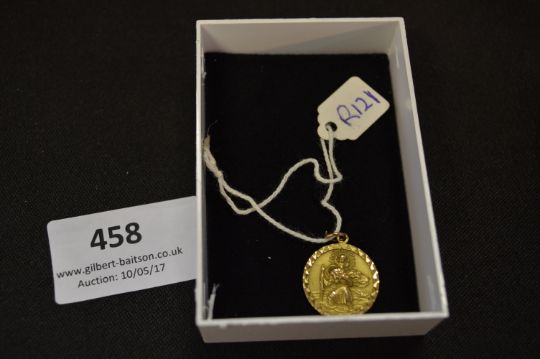 458
www.gilbert-baitson.co.uk
Auction: 10/05/17
R121